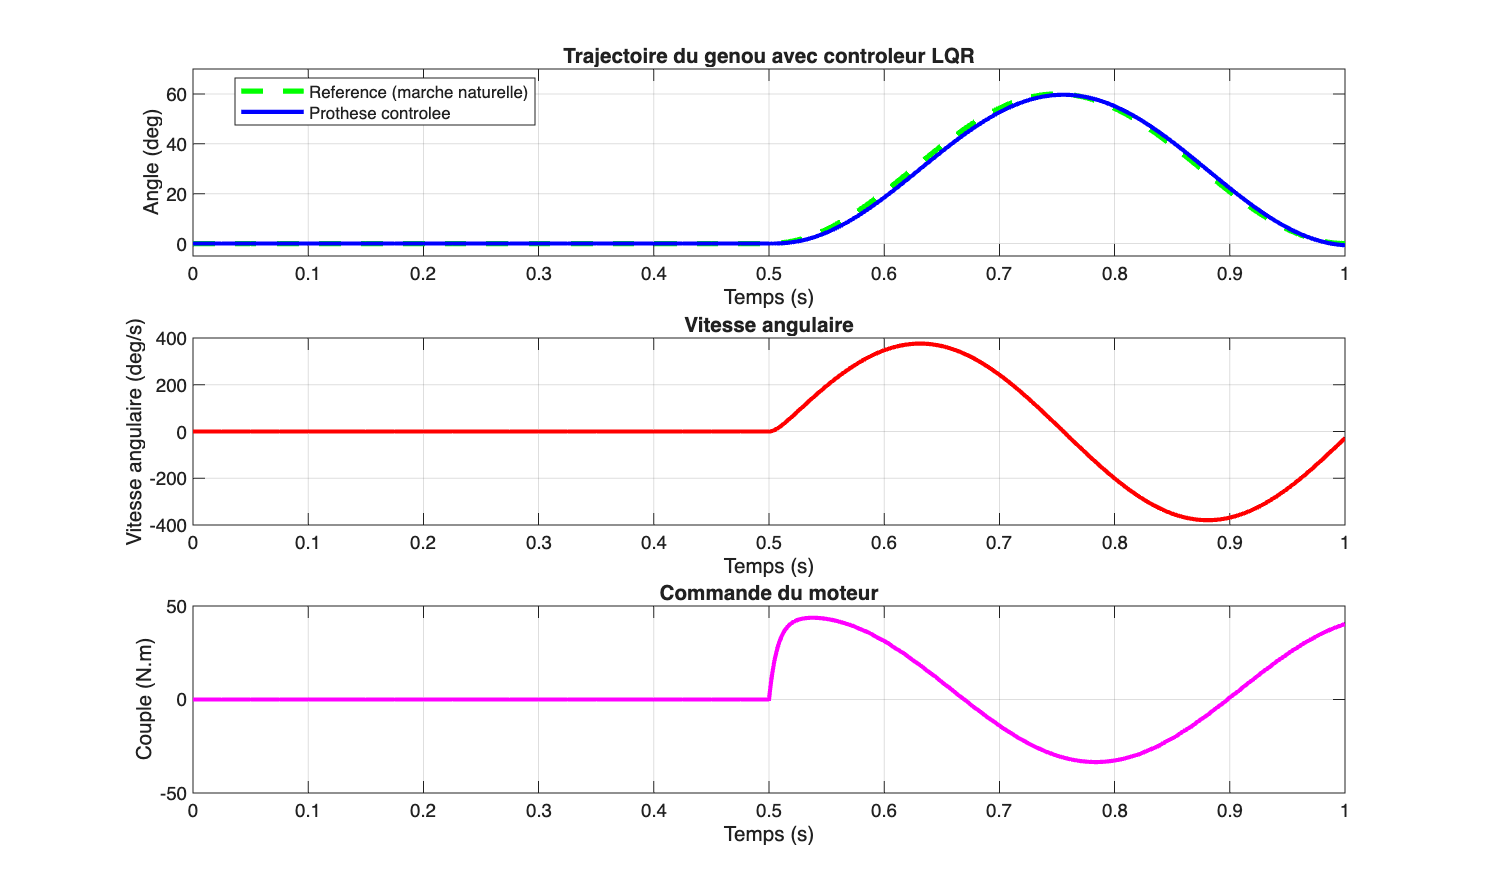 Trajectoire du genou avec controleur LQR
Reference (marche naturelle)
Prothese controlee
Angle (deg)
60
40
20
0
0 0.1 0.2 0.3 0.4 0.5 0.6 0.7 0.8 0.9 1
Temps (s)
Vitesse angulaire
Vitesse angulaire (deg/s)
400
200
0
-200
-400
0 0.1 0.2 0.3 0.4 0.5 0.6 0.7 0.8 0.9 1
Temps (s)
Commande du moteur
Couple (N.m)
50
0
-50
0 0.1 0.2 0.3 0.4 0.5 0.6 0.7 0.8 0.9 1
Temps (s)